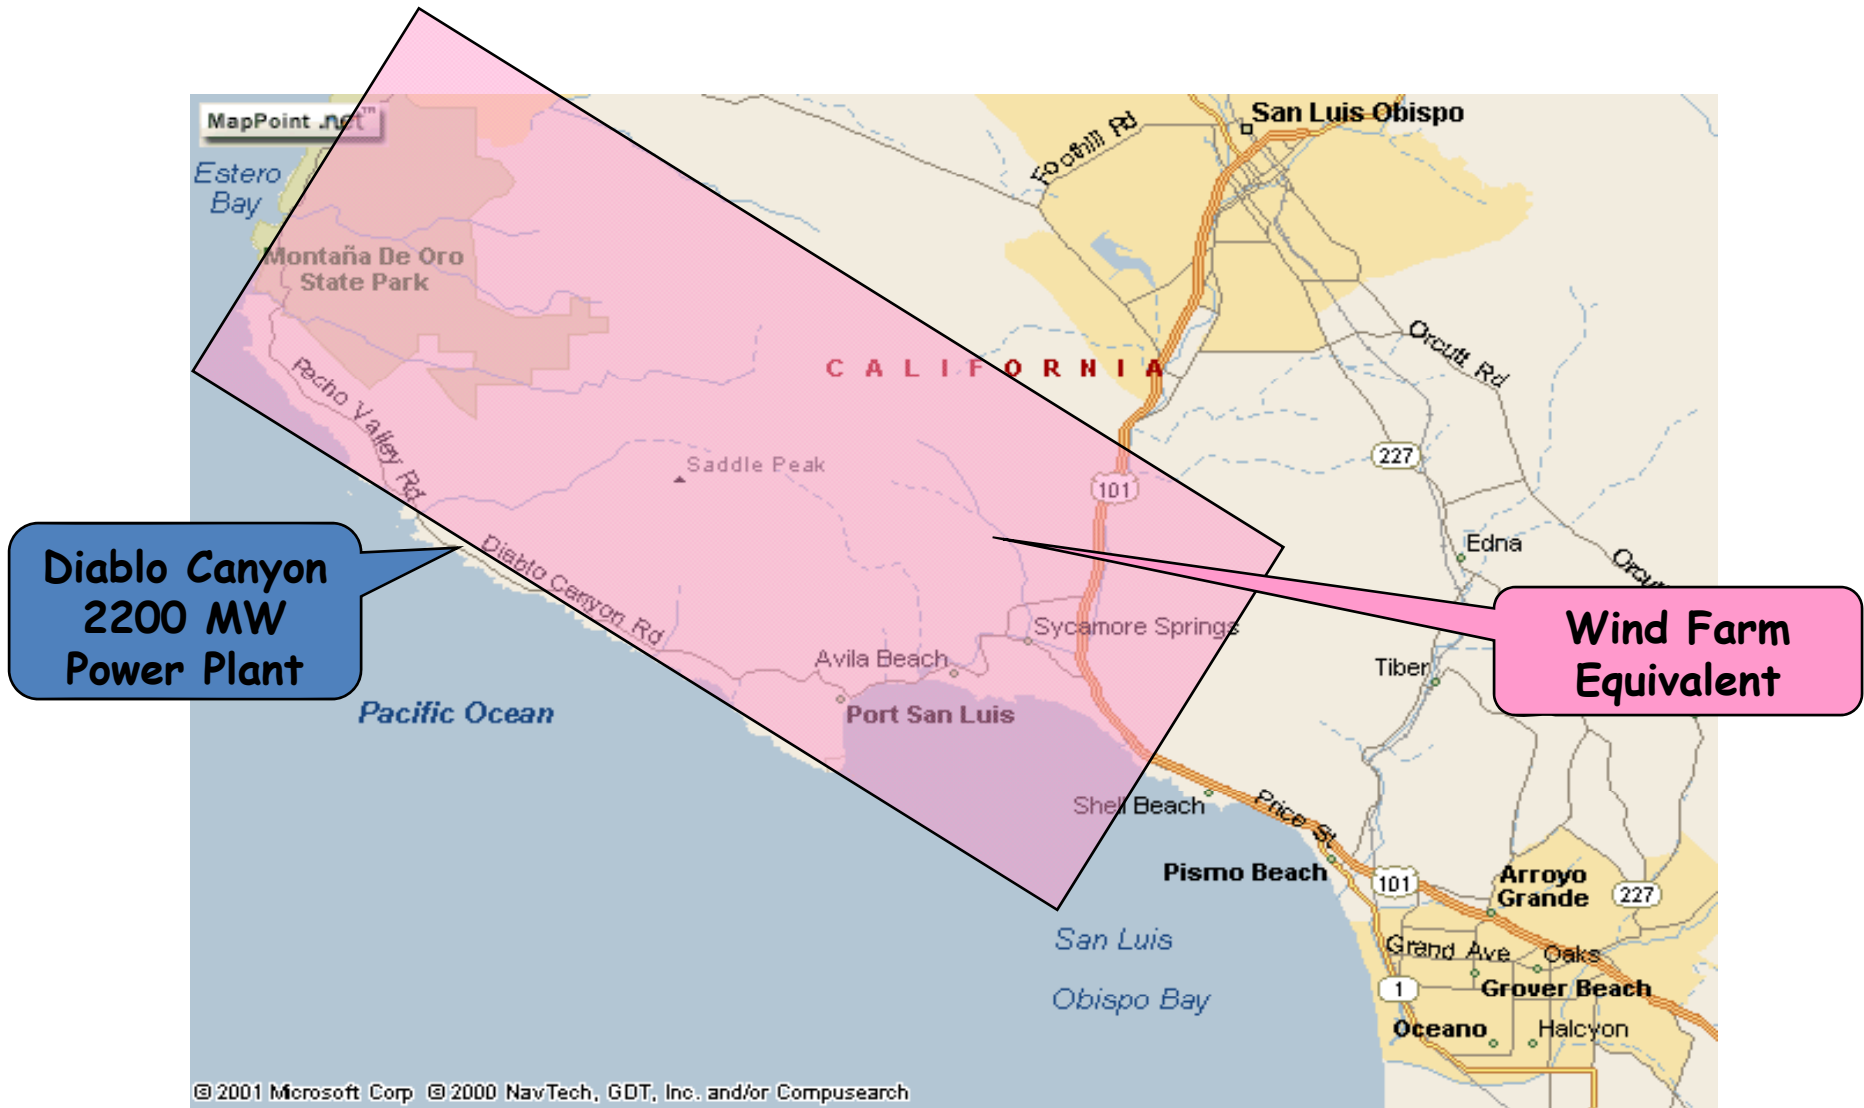 MapPoint .net™
San Luis Obispo
Foothill Rd
Estero
Bay
Montaña De Oro
State Park
CALIFORNIA
Orcutt Rd
Pecho Valley Rd
Saddle Peak
227
101
Diablo Canyon
2200 MW
Power Plant
Diablo Canyon Rd
Edna
Wind Farm
Equivalent
Sycamore Springs
Avila Beach
Tiber
Pacific Ocean
Port San Luis
Shell Beach
Price St
Pismo Beach
101
Arroyo
Grande
227
San Luis
Obispo Bay
Grand Ave
Oaks
1
Grover Beach
Oceano
Halcyon
© 2001 Microsoft Corp © 2000 NavTech, GDT, Inc. and/or Compusearch